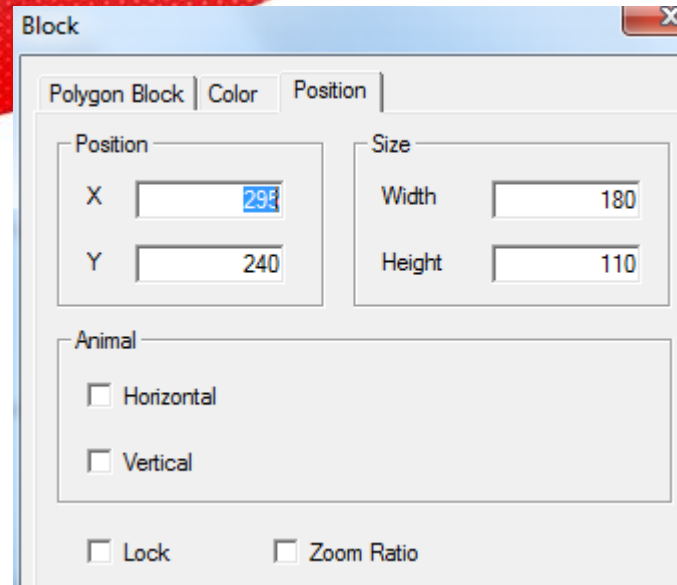 Block
Polygon Block Color Position
Position
X 295
Y 240
Size
Width 180
Height 110
Animal
Horizontal
Vertical
Lock Zoom Ratio